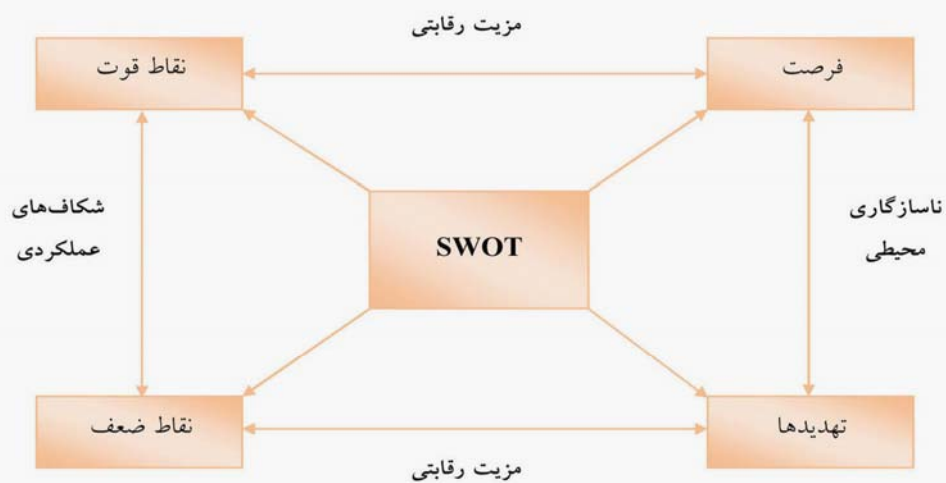 مزیت رقابتی
فرصت
نقاط قوت
ناسازگاری
محیطی
SWOT
شکاف‌های
عملکردی
تهدیدها
نقاط ضعف
مزیت رقابتی